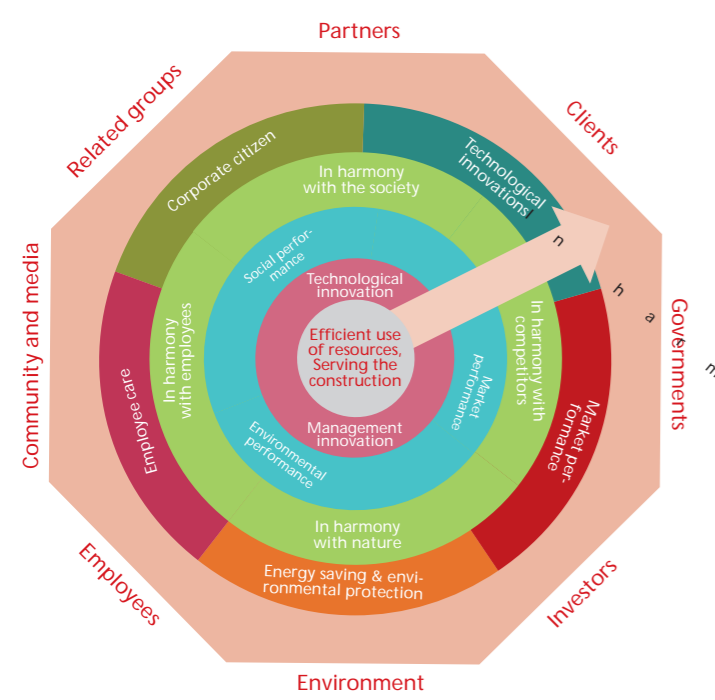 Partners
Clients
Related groups
Governments
Community and media
Investors
Employees
Environment
Corporate citizen
Technological
innovations
Market per-
formance
Energy saving & envi-
ronmental protection
Employee care
In harmony
with the society
In harmony with
competitors
In harmony
with nature
In harmony
with employees
Social perfor-
mance
Market
performance
Environmental
performance
Technological
innovation
Management
innovation
Efficient use
of resources,
Serving the
construction
I
n
h
a